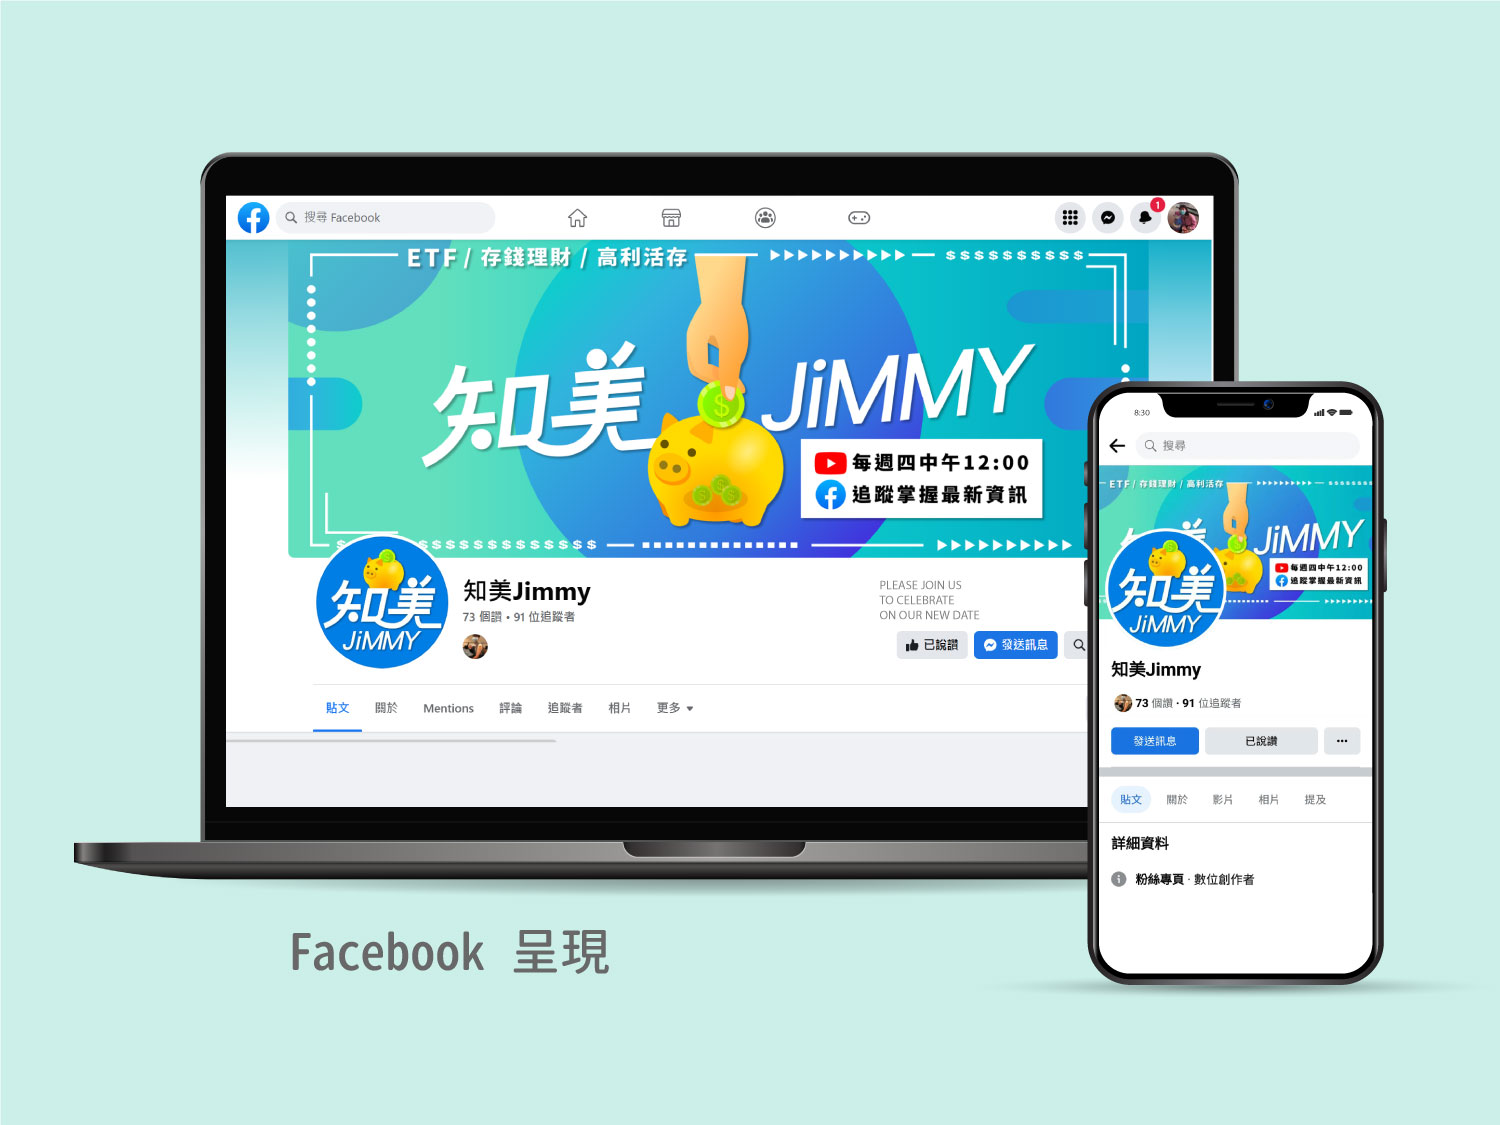 搜尋 Facebook
1
ETF / 存錢理財 / 高利活存
$$$$$$$$$$
知美 JiMMY
每週四中午12:00
追蹤掌握最新資訊
$$$$$$$$$$$$$
知美
JiMMY
知美Jimmy
73 個讚・91 位追蹤者
PLEASE JOIN US
TO CELEBRATE
ON OUR NEW DATE
已說讚 發送訊息
貼文 關於 Mentions 評論 追蹤者 相片 更多
8:30
搜尋
ETF / 存錢理財 / 高利活存
JiMMY
每週四中午12:00
追蹤掌握最新資訊
知美
JiMMY
知美Jimmy
73 個讚・91 位追蹤者
發送訊息 已說讚
貼文 關於 影片 相片 提及
詳細資料
粉絲專頁 · 數位創作者
Facebook 呈現